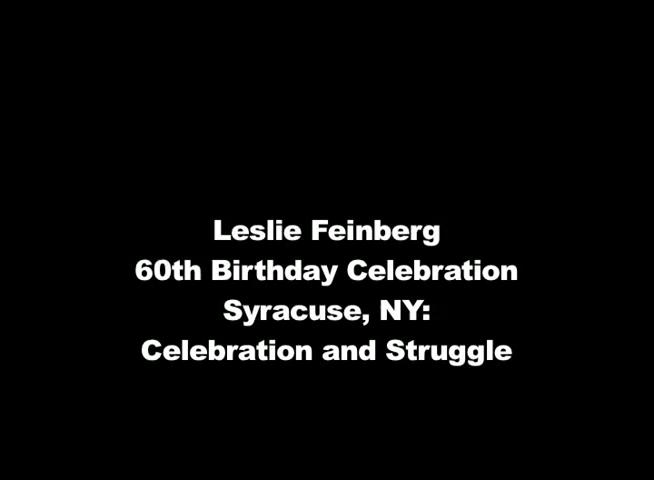 Leslie Feinberg
60th Birthday Celebration
Syracuse, NY:
Celebration and Struggle